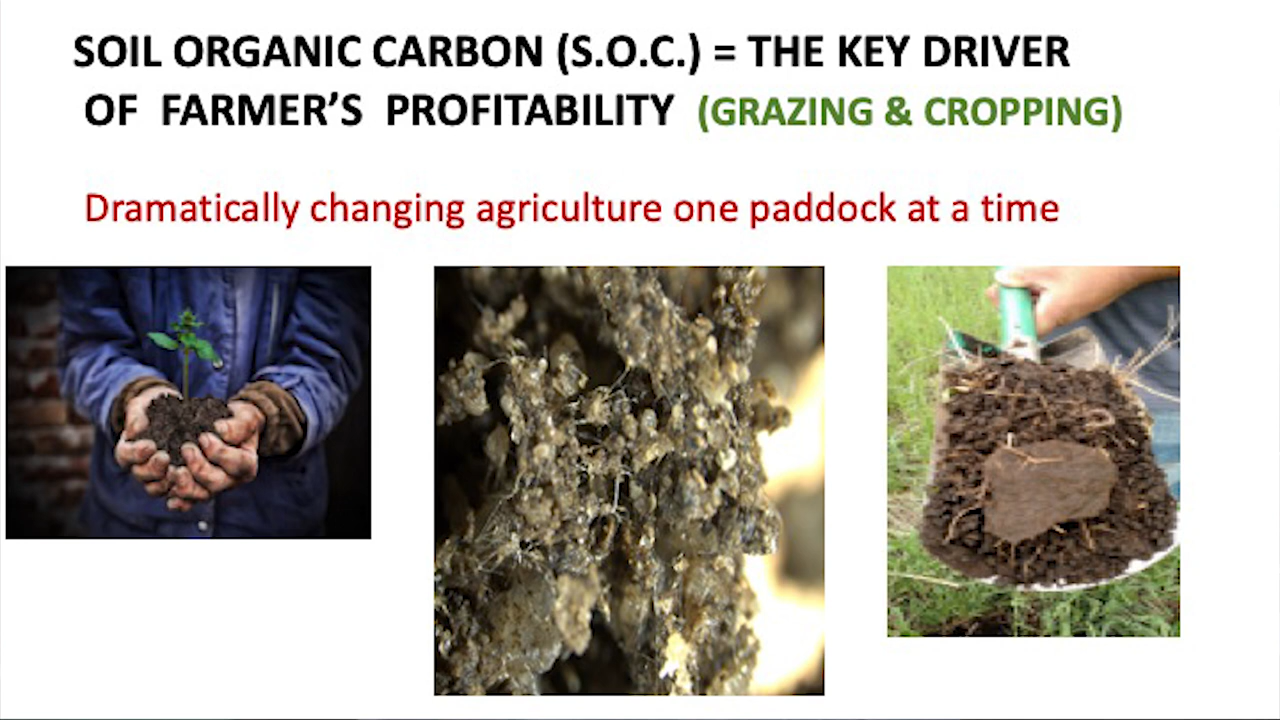 SOIL ORGANIC CARBON (S.O.C.) = THE KEY DRIVER
OF FARMER’S PROFITABILITY (GRAZING & CROPPING)
Dramatically changing agriculture one paddock at a time